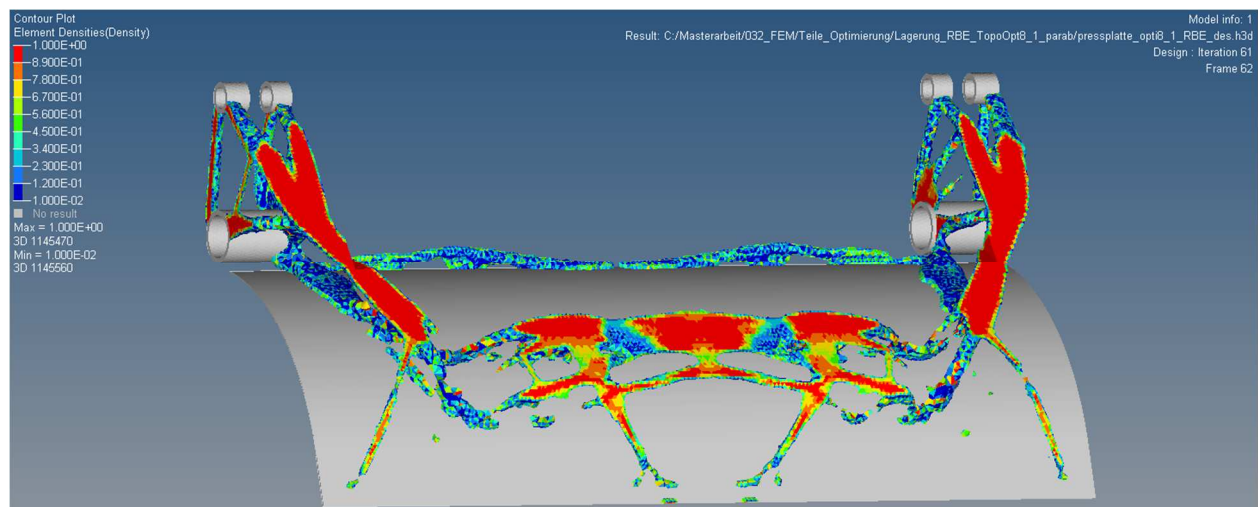 Contour Plot
Element Densities(Density)
1.000E+00
8.900E-01
7.800E-01
6.700E-01
5.600E-01
4.500E-01
3.400E-01
2.300E-01
1.200E-01
1.000E-02
No result
Max = 1.000E+00
3D 1145470
Min = 1.000E-02
3D 1145560
Model info: 1
Result: C:/Masterarbeit/032_FEM/Teile_Optimierung/Lagerung_RBE_TopoOpt8_1_parab/pressplatte_opti8_1_RBE_des.h3d
Design : Iteration 61
Frame 62